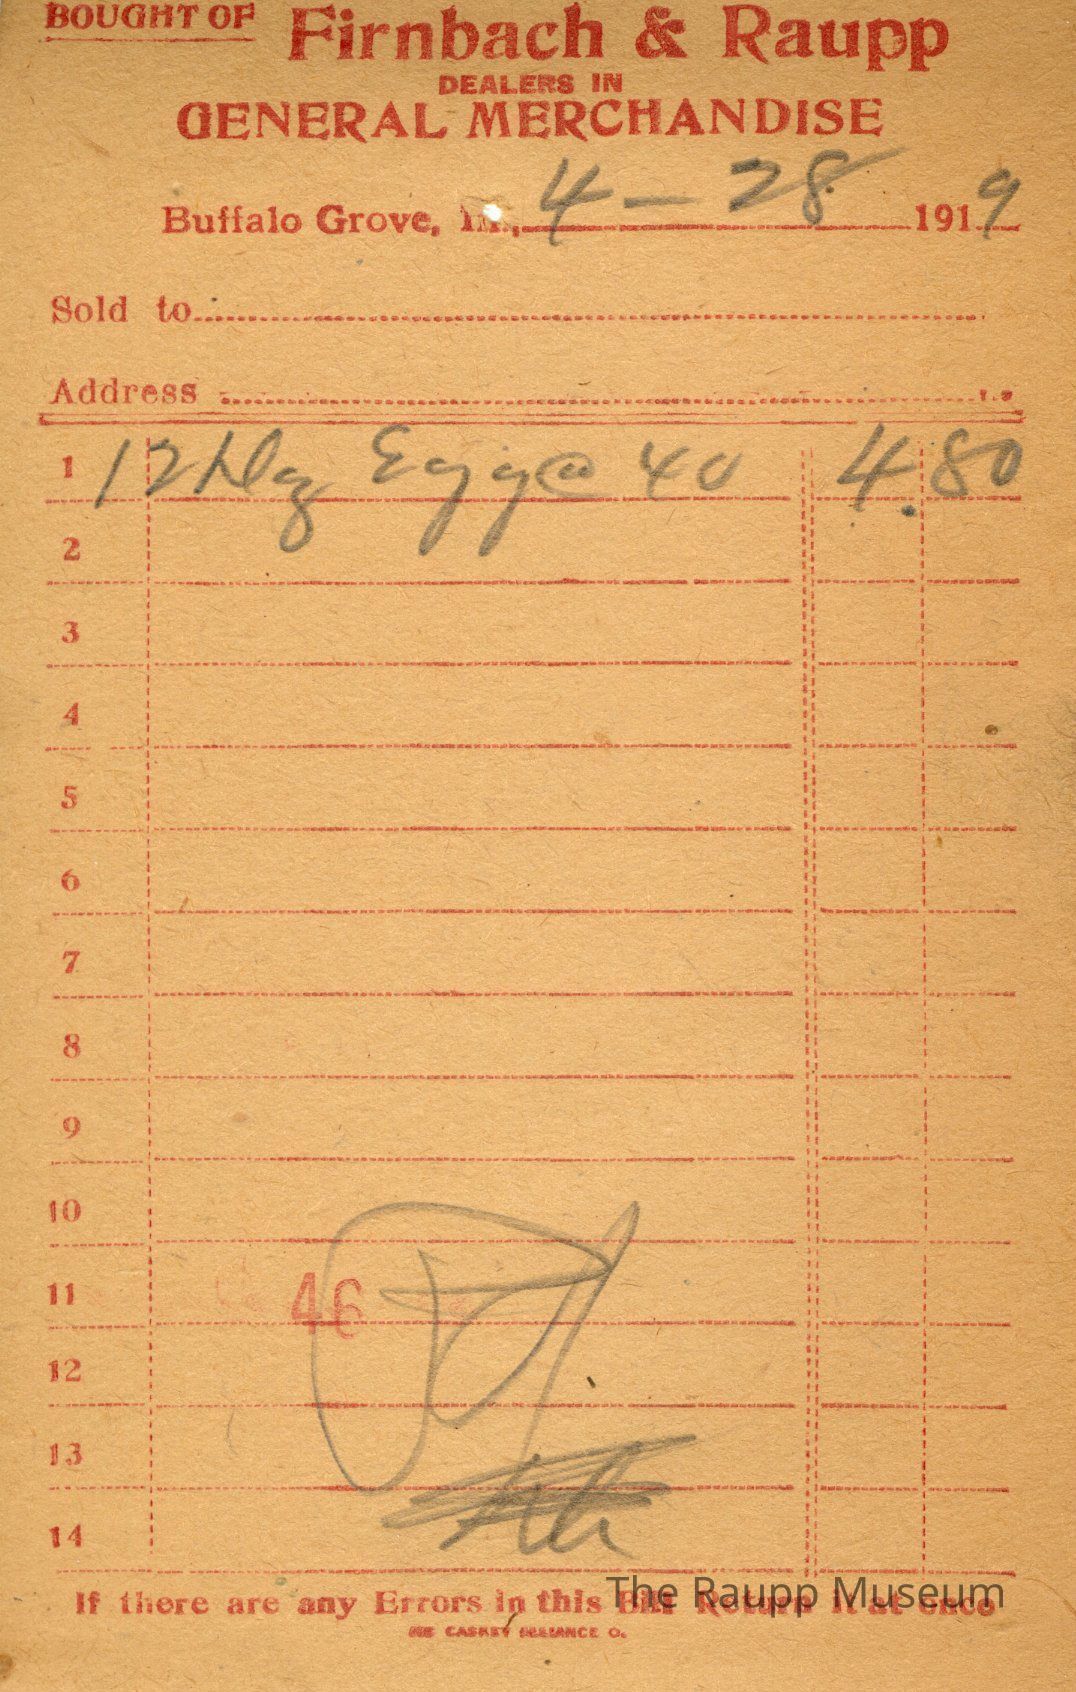 BOUGHT OF Firnbach & Raupp
DEALERS IN
GENERAL MERCHANDISE
Buffalo Grove, Ill., 4 - 28 1919
Sold to
Address
1 12 Dz Eggs @ 40 4.80
2
3
4
5
6
7
8
9
10
11 46
12
13
14
If there are any Errors in this Bill Return it at once
The Raupp Museum